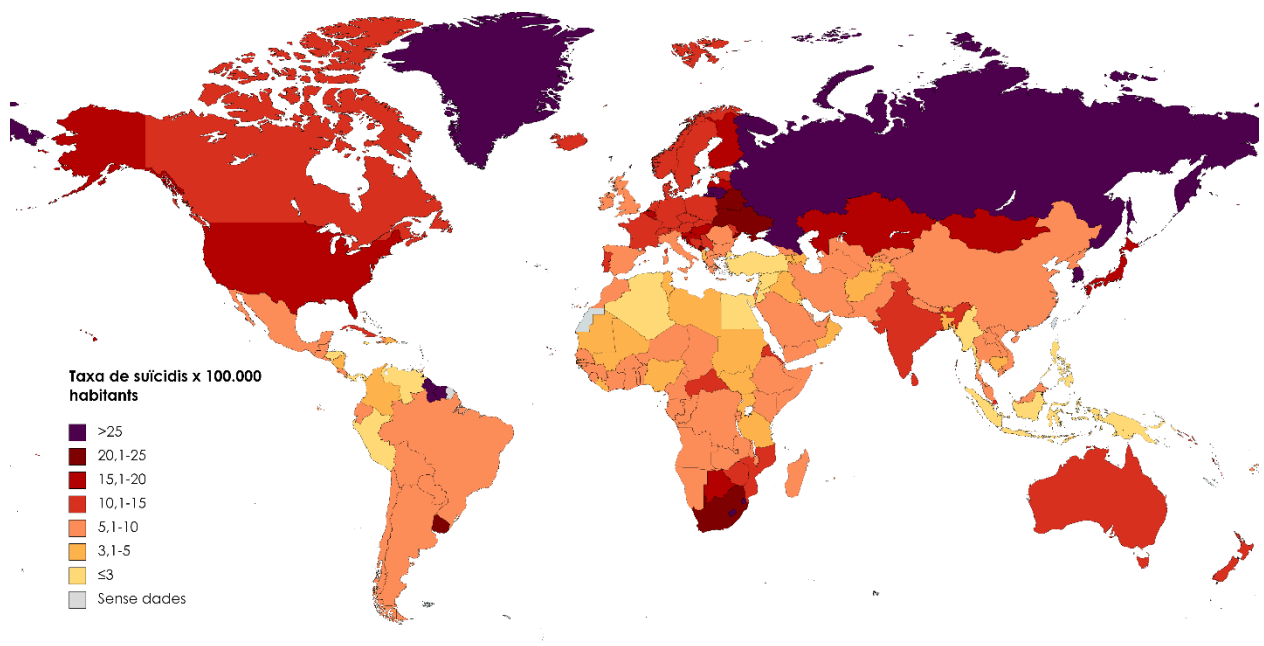 Taxa de suïcidis x 100.000
habitants
>25
20,1-25
15,1-20
10,1-15
5,1-10
3,1-5
≤3
Sense dades